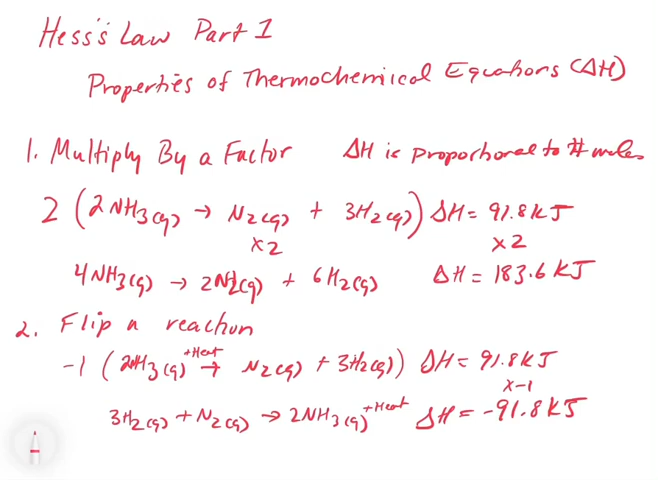 Hess's Law Part 1
Properties of Thermochemical Equations (ΔH)
1. Multiply By a Factor ΔH is proportional to # moles
2 (2NH₃(g) → N₂(g) + 3H₂(g)) ΔH = 91.8 kJ
x2 x2
4NH₃(g) → 2N₂(g) + 6H₂(g) ΔH = 183.6 kJ
2. Flip a reaction
-1 (2NH₃(g) +Heat → N₂(g) + 3H₂(g)) ΔH = 91.8 kJ
x-1
3H₂(g) + N₂(g) → 2NH₃(g) +Heat ΔH = -91.8 kJ